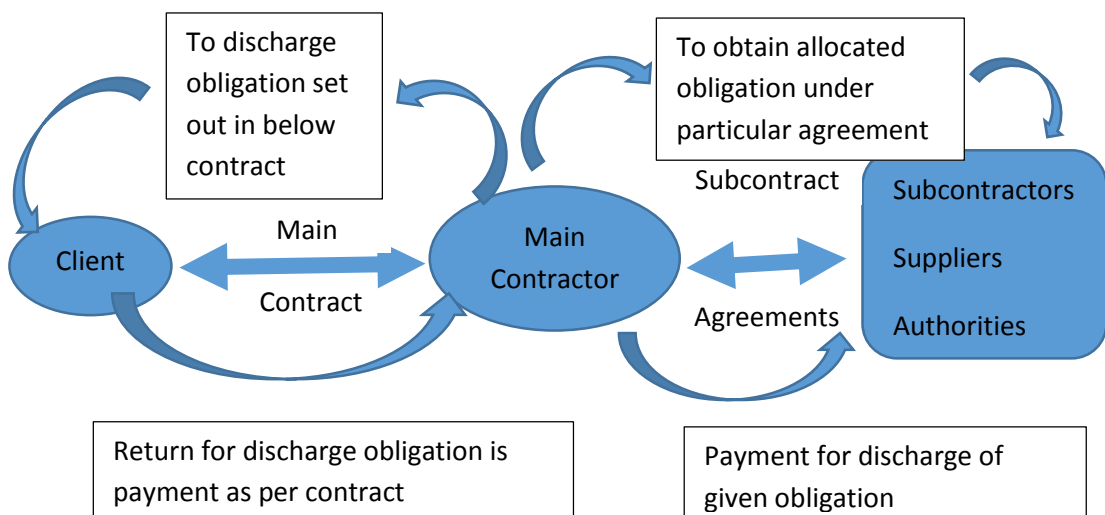 To discharge
obligation set
out in below
contract
To obtain allocated
obligation under
particular agreement
Subcontract
Subcontractors
Suppliers
Authorities
Main
Contract
Client
Main
Contractor
Agreements
Return for discharge obligation is
payment as per contract
Payment for discharge of
given obligation